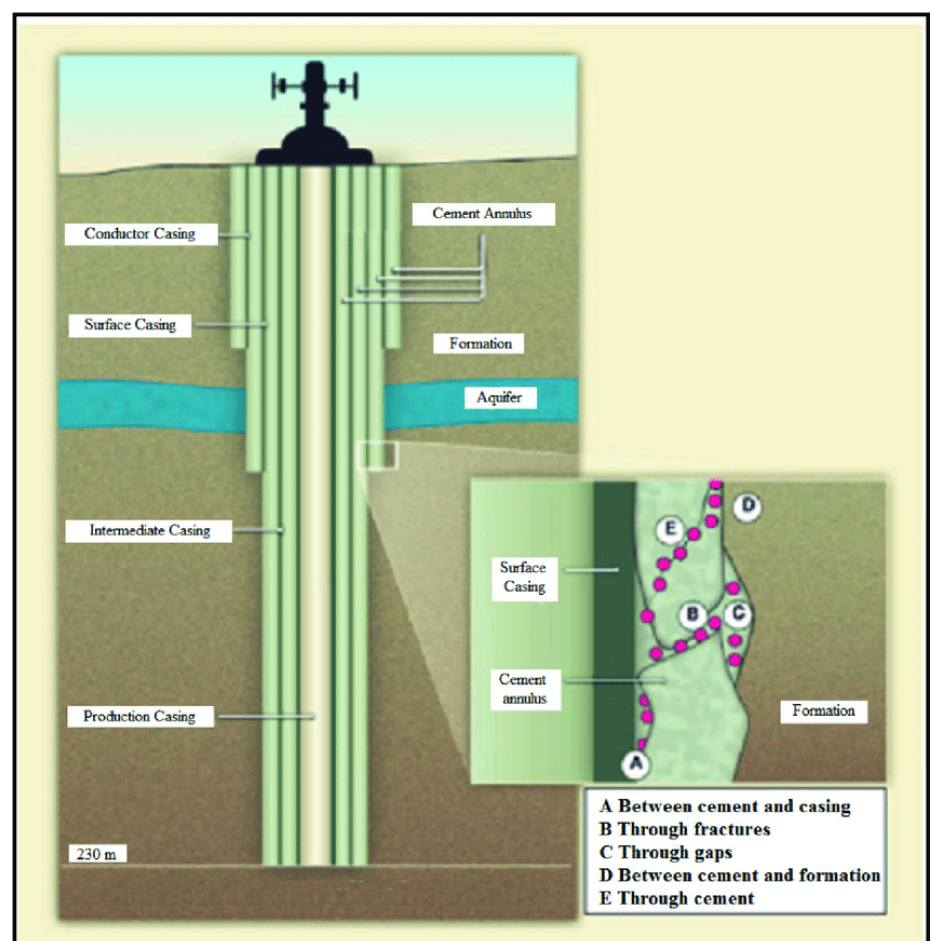 Cement Annulus
Conductor Casing
Surface Casing
Formation
Aquifer
Intermediate Casing
Production Casing
230 m
D
E
Surface
Casing
B
C
Cement
annulus
Formation
A
A Between cement and casing
B Through fractures
C Through gaps
D Between cement and formation
E Through cement